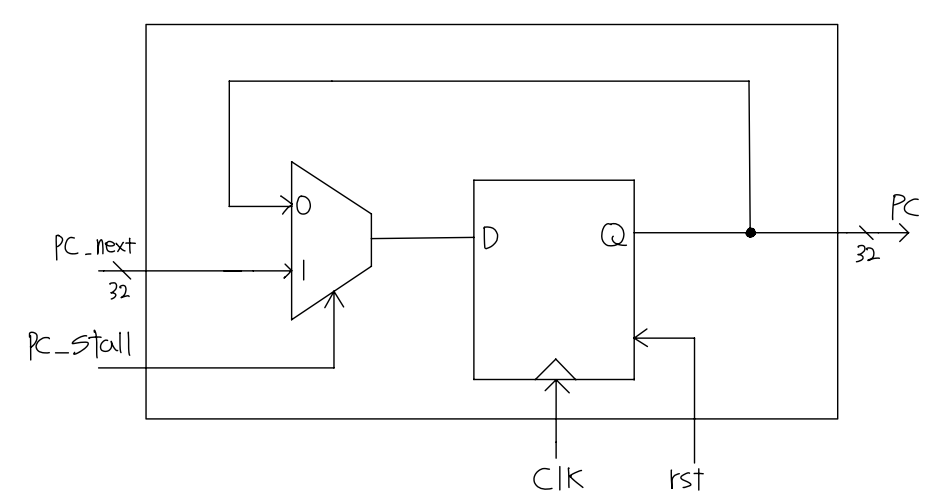 PC
0
PC_next
32
1
D
Q
32
PC_stall
Clk
rst